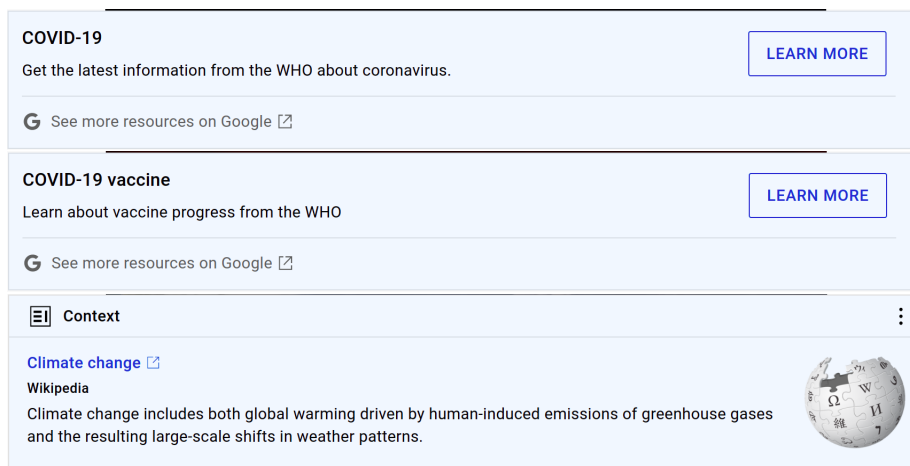 COVID-19
LEARN MORE
Get the latest information from the WHO about coronavirus.
See more resources on Google
COVID-19 vaccine
LEARN MORE
Learn about vaccine progress from the WHO
See more resources on Google
Context
Climate change
Wikipedia
Climate change includes both global warming driven by human-induced emissions of greenhouse gases
and the resulting large-scale shifts in weather patterns.
Ω W
維 И